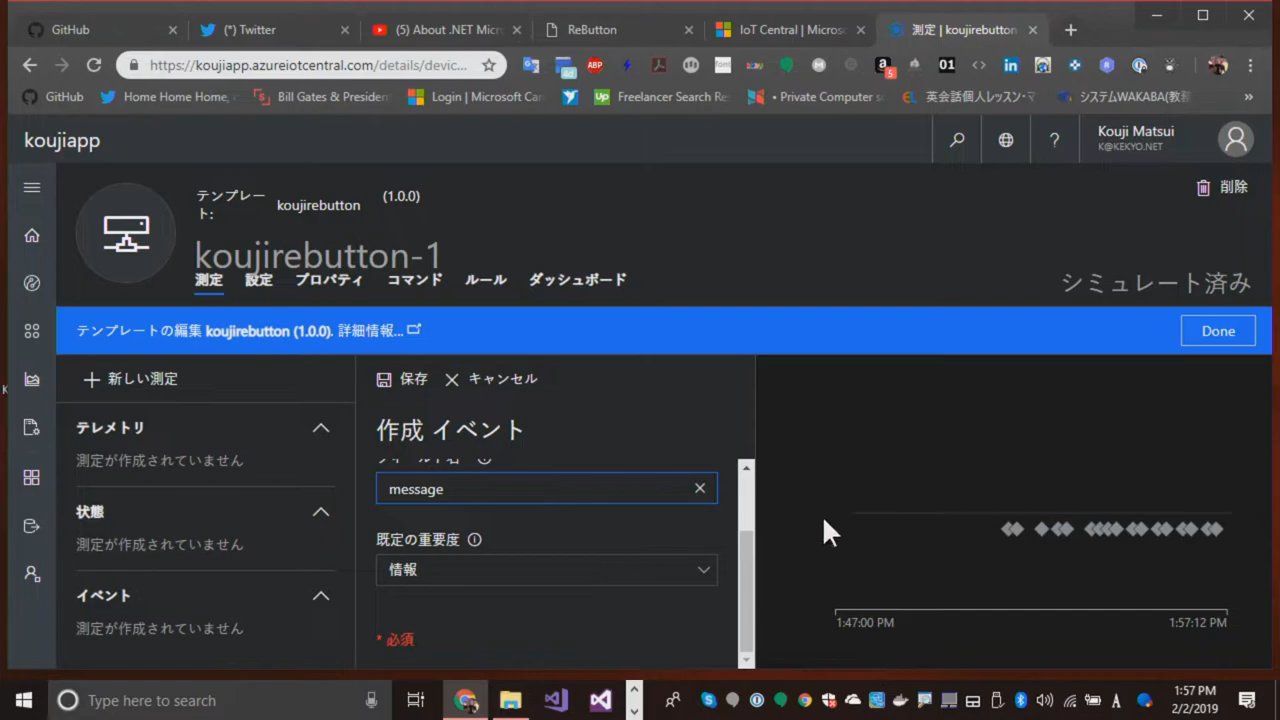 GitHub
(*) Twitter
(5) About .NET Micr
ReButton
IoT Central | Microso
測定 | koujirebutton
https://koujiapp.azureiotcentral.com/details/devic...
GitHub
Home Home Home,
Bill Gates & Presiden
Login | Microsoft Car
Freelancer Search Re
• Private Computer s
英会話個人レッスン・マ
システムWAKABA(教務
koujiapp
?
Kouji Matsui
K@KEKYO.NET
テンプレー
ト:
koujirebutton
(1.0.0)
削除
koujirebutton-1
測定 設定 プロパティ コマンド ルール ダッシュボード
シミュレート済み
テンプレートの編集 koujirebutton (1.0.0). 詳細情報...
Done
新しい測定
保存
キャンセル
テレメトリ
測定が作成されていません
作成 イベント
message
状態
測定が作成されていません
既定の重要度
情報
イベント
測定が作成されていません
* 必須
1:47:00 PM
1:57:12 PM
Type here to search
1:57 PM
2/2/2019